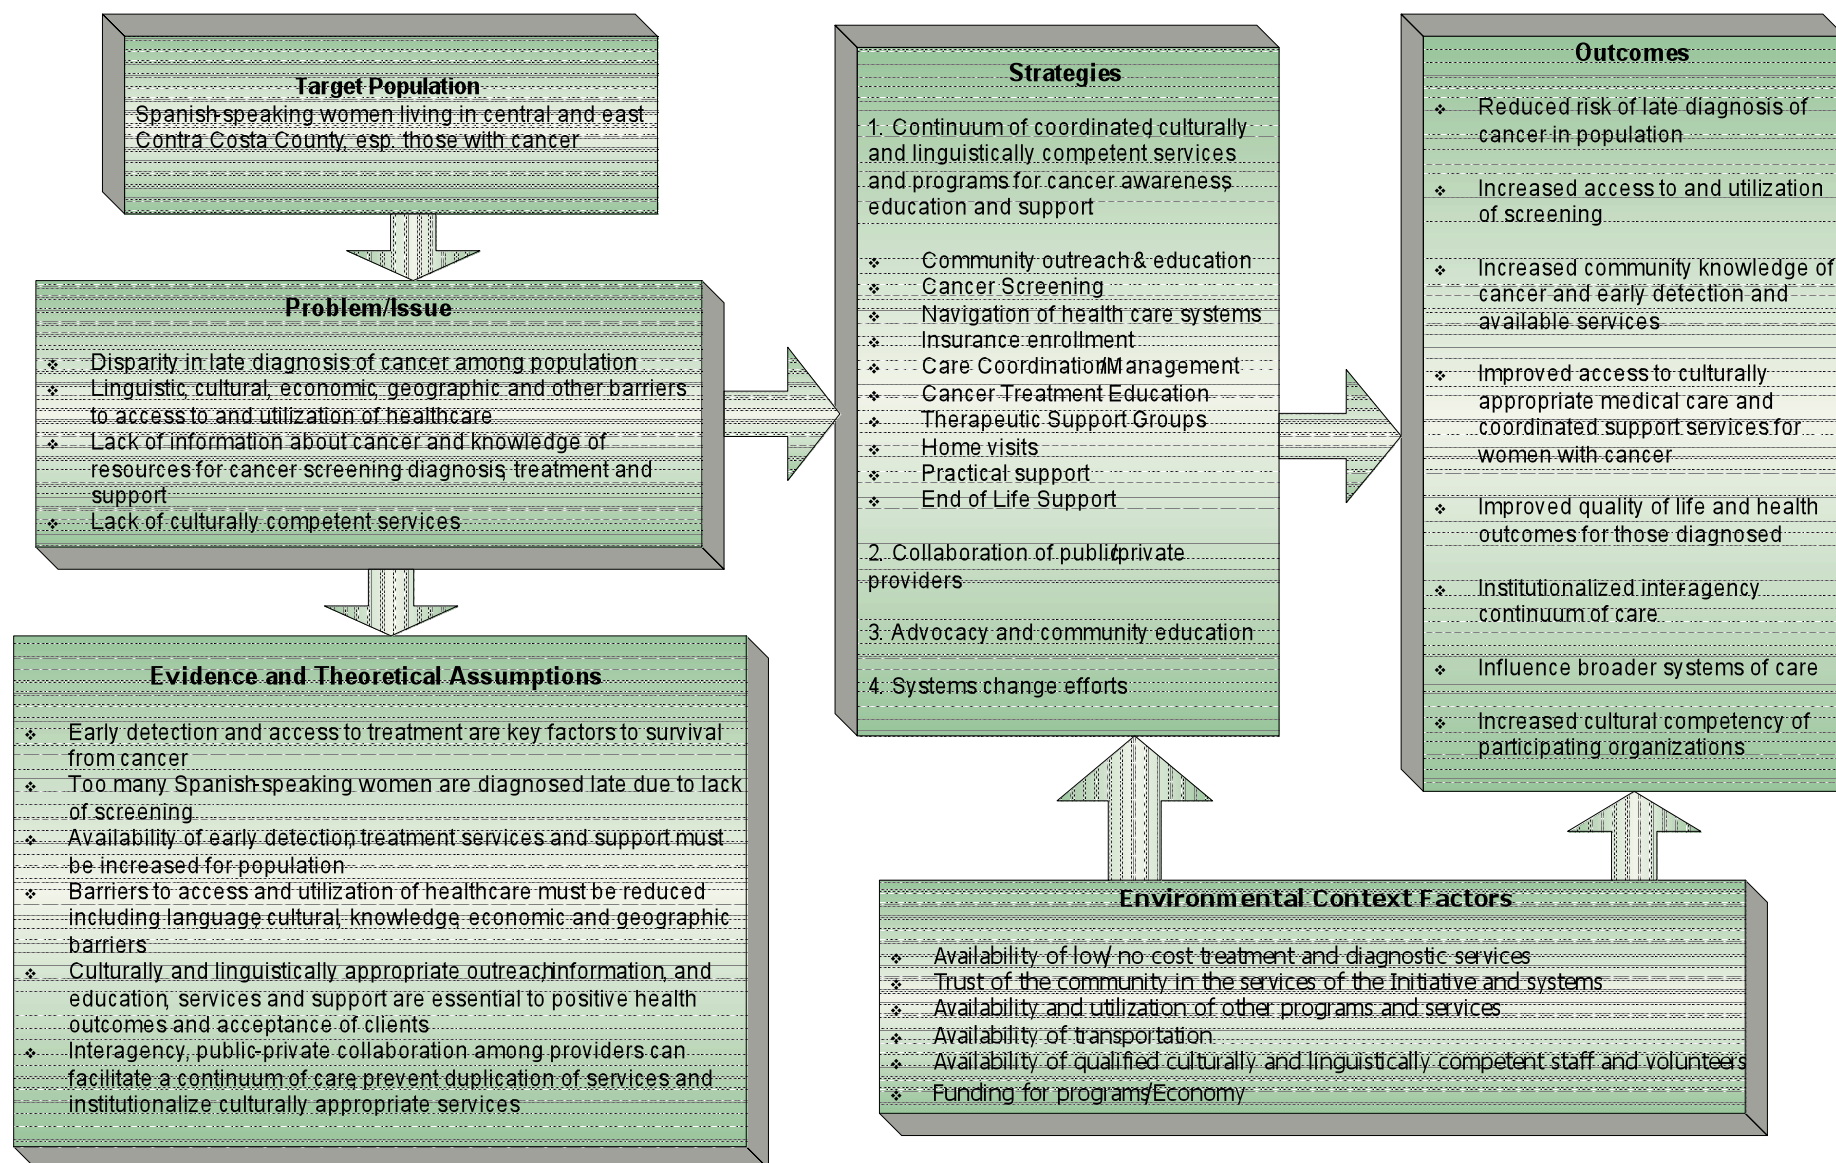 Target Population
Spanish-speaking women living in central and east
Contra Costa County, esp. those with cancer
Problem/Issue
❖ Disparity in late diagnosis of cancer among population
❖ Linguistic, cultural, economic, geographic and other barriers
to access to and utilization of healthcare
❖ Lack of information about cancer and knowledge of
resources for cancer screening diagnosis, treatment and
support
❖ Lack of culturally competent services
Evidence and Theoretical Assumptions
❖ Early detection and access to treatment are key factors to survival
from cancer
❖ Too many Spanish-speaking women are diagnosed late due to lack
of screening
❖ Availability of early detection, treatment services and support must
be increased for population
❖ Barriers to access and utilization of healthcare must be reduced
including language, cultural, knowledge, economic and geographic
barriers
❖ Culturally and linguistically appropriate outreach, information, and
education, services and support are essential to positive health
outcomes and acceptance of clients
❖ Interagency, public-private collaboration among providers can
facilitate a continuum of care, prevent duplication of services and
institutionalize culturally appropriate services
Strategies
1. Continuum of coordinated, culturally
and linguistically competent services
and programs for cancer awareness,
education and support
❖ Community outreach & education
❖ Cancer Screening
❖ Navigation of health care systems
❖ Insurance enrollment
❖ Care Coordination/Management
❖ Cancer Treatment Education
❖ Therapeutic Support Groups
❖ Home visits
❖ Practical support
❖ End of Life Support
2. Collaboration of public/private
providers
3. Advocacy and community education
4. Systems change efforts
Outcomes
❖ Reduced risk of late diagnosis of
cancer in population
❖ Increased access to and utilization
of screening
❖ Increased community knowledge of
cancer and early detection and
available services
❖ Improved access to culturally
appropriate medical care and
coordinated support services for
women with cancer
❖ Improved quality of life and health
outcomes for those diagnosed
❖ Institutionalized inter-agency
continuum of care
❖ Influence broader systems of care
❖ Increased cultural competency of
participating organizations
Environmental Context Factors
❖ Availability of low/ no cost treatment and diagnostic services
❖ Trust of the community in the services of the Initiative and systems
❖ Availability and utilization of other programs and services
❖ Availability of transportation
❖ Availability of qualified culturally and linguistically competent staff and volunteers
❖ Funding for programs/Economy